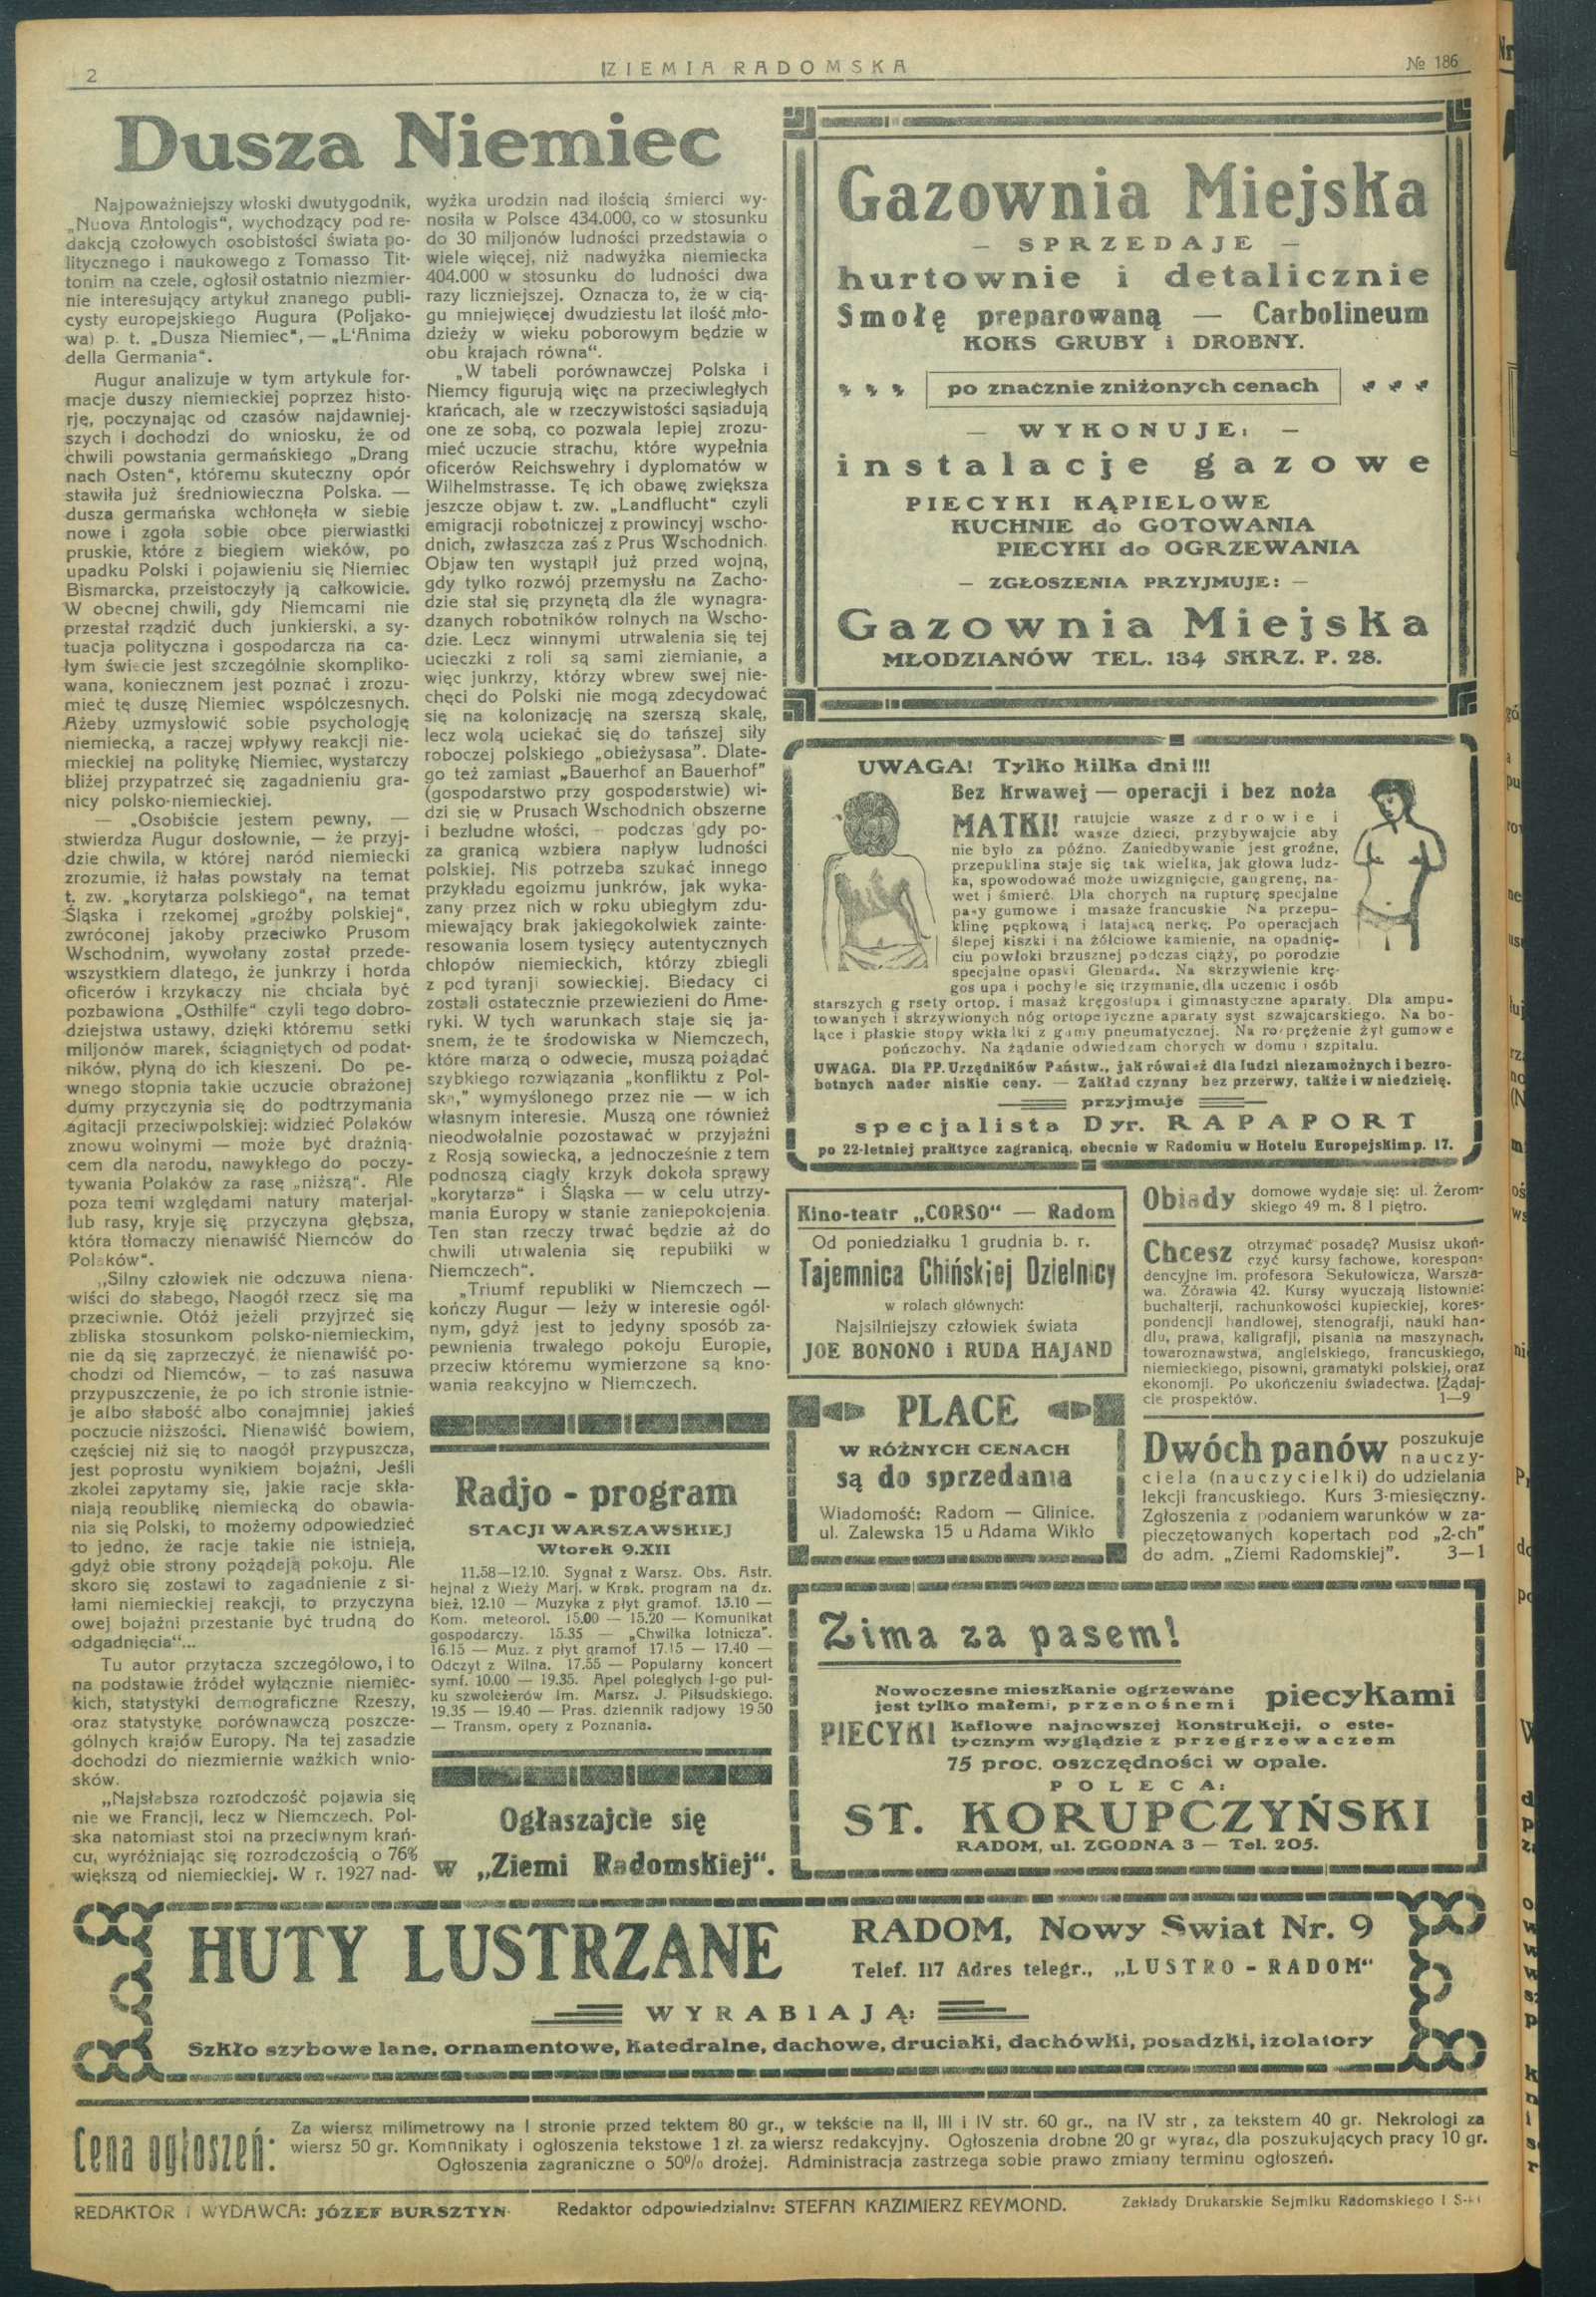 2
ZIEMIA RADOMSKA
№ 186
Dusza Niemiec
Najpoważniejszy włoski dwutygodnik,
„Nuova Antologis“, wychodzący pod re-
dakcją czołowych osobistości świata po-
litycznego i naukowego z Tomasso Tit-
tonim na czele, ogłosił ostatnio niezmier-
nie interesujący artykuł znanego publi-
cysty europejskiego Augura (Poljako-
wa) p. t. „Dusza Niemiec“, — „L'Anima
della Germania“.
Augur analizuje w tym artykule for-
macje duszy niemieckiej poprzez histo-
rję, poczynając od czasów najdawniej-
szych i dochodzi do wniosku, że od
chwili powstania germańskiego „Drang
nach Osten“, któremu skuteczny opór
stawiła już średniowieczna Polska. —
dusza germańska wchłonęła w siebie
nowe i zgoła sobie obce pierwiastki
pruskie, które z biegiem wieków, po
upadku Polski i pojawieniu się Niemiec
Bismarcka, przeistoczyły ją całkowicie.
W obecnej chwili, gdy Niemcami nie
przestał rządzić duch junkierski, a sy-
tuacja polityczna i gospodarcza na ca-
łym świecie jest szczególnie skompliko-
wana, koniecznem jest poznać i zrozu-
mieć tę duszę Niemiec współczesnych.
Ażeby uzmysłowić sobie psychologję
niemiecką, a raczej wpływy reakcji nie-
mieckiej na politykę Niemiec, wystarczy
bliżej przypatrzeć się zagadnieniu gra-
nicy polsko-niemieckiej.
— „Osobiście jestem pewny, —
stwierdza Augur dosłownie, — że przyj-
dzie chwila, w której naród niemiecki
zrozumie, iż hałas powstały na temat
t. zw. „korytarza polskiego“, na temat
Śląska i rzekomej „groźby polskiej“,
zwróconej jakoby przeciwko Prusom
Wschodnim, wywołany został przede-
wszystkiem dlatego, że junkrzy i horda
oficerów i krzykaczy nie chciała być
pozbawiona „Osthilfe“ czyli tego dobro-
dziejstwa ustawy, dzięki któremu setki
miljonów marek, ściągniętych od podat-
ników, płyną do ich kieszeni. Do pe-
wnego stopnia takie uczucie obrażonej
dumy przyczynia się do podtrzymania
agitacji przeciwpolskiej: widzieć Polaków
znowu wolnymi — może być drażnią-
cem dla narodu, nawykłego do poczy-
tywania Polaków za rasę „niższą“. Ale
poza temi względami natury materjal-
lub rasy, kryje się przyczyna głębsza,
która tłomaczy nienawiść Niemców do
Polaków“.
„Silny człowiek nie odczuwa niena-
wiści do słabego, Naogół rzecz się ma
przeciwnie. Otóż jeżeli przyjrzeć się
zbliska stosunkom polsko-niemieckim,
nie dą się zaprzeczyć, że nienawiść po-
chodzi od Niemców, — to zaś nasuwa
przypuszczenie, że po ich stronie istnie-
je albo słabość albo conajmniej jakieś
poczucie niższości. Nienawiść bowiem,
częściej niż się to naogół przypuszcza,
jest poprostu wynikiem bojaźni, Jeśli
zkolei zapytamy się, jakie racje skła-
niają republikę niemiecką do obawia-
nia się Polski, to możemy odpowiedzieć
to jedno, że racje takie nie istnieją,
gdyż obie strony pożądają pokoju. Ale
skoro się zostawi to zagadnienie z si-
łami niemieckiej reakcji, to przyczyna
owej bojaźni przestanie być trudną do
odgadnięcia“...
Tu autor przytacza szczegółowo, i to
na podstawie źródeł wyłącznie niemiec-
kich, statystyki demograficzne Rzeszy,
oraz statystykę porównawczą poszcze-
gólnych krajów Europy. Na tej zasadzie
dochodzi do niezmiernie ważkich wnio-
sków.
„Najsłabsza rozrodczość pojawia się
nie we Francji, lecz w Niemczech. Pol-
ska natomiast stoi na przeciwnym krań-
cu, wyróżniając się rozrodczością o 76%
większą od niemieckiej. W r. 1927 nad-
wyżka urodzin nad ilością śmierci wy-
nosiła w Polsce 434.000, co w stosunku
do 30 miljonów ludności przedstawia o
wiele więcej, niż nadwyżka niemiecka
404.000 w stosunku do ludności dwa
razy liczniejszej. Oznacza to, że w cią-
gu mniejwięcej dwudziestu lat ilość mło-
dzieży w wieku poborowym będzie w
obu krajach równa“.
„W tabeli porównawczej Polska i
Niemcy figurują więc na przeciwległych
krańcach, ale w rzeczywistości sąsiadują
one ze sobą, co pozwala lepiej zrozu-
mieć uczucie strachu, które wypełnia
oficerów Reichswehry i dyplomatów w
Wilhelmstrasse. Tę ich obawę zwiększa
jeszcze objaw t. zw. „Landflucht“ czyli
emigracji robotniczej z prowincyj wscho-
dnich, zwłaszcza zaś z Prus Wschodnich.
Objaw ten wystąpił już przed wojną,
gdy tylko rozwój przemysłu na Zacho-
dzie stał się przynętą dla źle wynagra-
dzanych robotników rolnych na Wscho-
dzie. Lecz winnymi utrwalenia się tej
ucieczki z roli są sami ziemianie, a
więc junkrzy, którzy wbrew swej nie-
chęci do Polski nie mogą zdecydować
się na kolonizację na szerszą skalę,
lecz wolą uciekać się do tańszej siły
roboczej polskiego „obieżysasa”. Dlate-
go też zamiast „Bauerhof an Bauerhof”
(gospodarstwo przy gospodarstwie) wi-
dzi się w Prusach Wschodnich obszerne
i bezludne włości, - podczas gdy po-
za granicą wzbiera napływ ludności
polskiej. Nis potrzeba szukać innego
przykładu egoizmu junkrów, jak wyka-
zany przez nich w roku ubiegłym zdu-
miewający brak jakiegokolwiek zainte-
resowania losem tysięcy autentycznych
chłopów niemieckich, którzy zbiegli
z pod tyranji sowieckiej. Biedacy ci
zostali ostatecznie przewiezieni do Ame-
ryki. W tych warunkach staje się ja-
snem, że te środowiska w Niemczech,
które marzą o odwecie, muszą pożądać
szybkiego rozwiązania „konfliktu z Pol-
ską,” wymyślonego przez nie — w ich
własnym interesie. Muszą one również
nieodwołalnie pozostawać w przyjaźni
z Rosją sowiecką, a jednocześnie z tem
podnoszą ciągły krzyk dokoła sprawy
„korytarza“ i Śląska — w celu utrzy-
mania Europy w stanie zaniepokojenia.
Ten stan rzeczy trwać będzie aż do
chwili utrwalenia się republiki w
Niemczech“.
„Triumf republiki w Niemczech —
kończy Augur — leży w interesie ogól-
nym, gdyż jest to jedyny sposób za-
pewnienia trwałego pokoju Europie,
przeciw któremu wymierzone są kno-
wania reakcyjno w Niemczech.
Radjo - program
STACJI WARSZAWSKIEJ
Wtorek 9.XII
11.58—12.10. Sygnał z Warsz. Obs. Astr.
hejnał z Wieży Marj. w Krak. program na dz.
bież, 12.10 — Muzyka z płyt gramof. 13.10 —
Kom. meteorol. 15.00 — 15.20 — Komunikat
gospodarczy. 15.35 — „Chwilka lotnicza”.
16.15 — Muz. z płyt gramof 17.15 — 17.40 —
Odczyt z Wilna. 17.55 — Popularny koncert
symf. 10.00 — 19.35. Apel poległych I-go puł-
ku szwoleżerów im. Marsz. J. Piłsudskiego.
19.35 — 19.40 — Pras. dziennik radjowy 19 50
— Transm. opery z Poznania.
Ogłaszajcie się
w „Ziemi Radomskiej“.
Gazownia Miejska
— SPRZEDAJE —
hurtownie i detalicznie
Smołę preparowaną — Carbolineum
KOKS GRUBY i DROBNY.
po znacznie zniżonych cenach
— WYKONUJE: —
instalacje gazowe
PIECYKI KĄPIELOWE
KUCHNIE do GOTOWANIA
PIECYKI do OGRZEWANIA
— ZGŁOSZENIA PRZYJMUJE: —
Gazownia Miejska
MŁODZIANÓW TEL. 134 SKRZ. P. 28.
UWAGA! Tylko kilka dni!!!
Bez Krwawej — operacji i bez noża
MATKI! ratujcie wasze zdrowie i
wasze dzieci, przybywajcie aby
nie było za późno. Zaniedbywanie jest groźne,
przepuklina staje się tak wielka, jak głowa ludz-
ka, spowodować może uwizgnięcie, gangrenę, na-
wet i śmierć. Dla chorych na rupturę specjalne
pasy gumowe i masaże francuskie Na przepu-
klinę pępkową i latającą nerkę. Po operacjach
ślepej kiszki i na żółciowe kamienie, na opadnię-
ciu powłoki brzusznej podczas ciąży, po porodzie
specjalne opaski Glenarda. Na skrzywienie krę-
gosupa i pochyłe się trzymanie, dla uczenic i osób
starszych g rsety ortop. i masaż kręgosłupa i gimnastyczne aparaty. Dla ampu-
towanych i skrzywionych nóg ortopedyczne aparaty syst szwajcarskiego. Na bo-
lące i płaskie stopy wkładki z gumy pneumatycznej. Na rozprężenie żył gumowe
pończochy. Na żądanie odwiedzam chorych w domu i szpitalu.
UWAGA. Dla PP. Urzędników Państw., jak również dla ludzi niezamożnych i bezro-
botnych nader niskie ceny. — Zakład czynny bez przerwy, także i w niedzielę.
przyjmuje
specjalista Dyr. RAPAPORT
po 22-letniej praktyce zagranicą, obecnie w Radomiu w Hotelu Europejskim p. 17.
Kino-teatr „CORSO“ — Radom
Od poniedziałku 1 grudnia b. r.
Tajemnica Chińskiej Dzielnicy
w rolach głównych:
Najsilniejszy człowiek świata
JOE BONONO i RUDA HAJAND
PLACE
W RÓŻNYCH CENACH
są do sprzedania
Wiadomość: Radom — Glinice.
ul. Zalewska 15 u Adama Wikło
Obiady domowe wydaje się: ul. Żerom-
skiego 49 m. 8 I piętro.
Chcesz otrzymać posadę? Musisz ukoń-
czyć kursy fachowe, korespon-
dencyjne im. profesora Sekułowicza, Warsza-
wa. Żórawia 42. Kursy wyuczają listownie:
buchalterji, rachunkowości kupieckiej, kores-
pondencji handlowej, stenografji, nauki han-
dlu, prawa, kaligrafji, pisania na maszynach,
towaroznawstwa, angielskiego, francuskiego,
niemieckiego, pisowni, gramatyki polskiej, oraz
ekonomji. Po ukończeniu świadectwa. Żądaj-
cie prospektów. 1—9
Dwóch panów poszukuje
nauczy-
ciela (nauczycielki) do udzielania
lekcji francuskiego. Kurs 3-miesięczny.
Zgłoszenia z podaniem warunków w za-
pieczętowanych kopertach pod „2-ch”
do adm. „Ziemi Radomskiej”. 3—1
Zima za pasem!
Nowoczesne mieszkanie ogrzewane
jest tylko małemi, przenośnemi piecykami
PIECYKI kaflowe najnowszej konstrukcji, o este-
tycznym wyglądzie z przegrzewaczem
75 proc. oszczędności w opale.
POLECA:
ST. KORUPCZYŃSKI
RADOM, ul. ZGODNA 3 — Tel. 205.
HUTY LUSTRZANE
RADOM, Nowy Swiat Nr. 9
Telef. 117 Adres telegr., „LUSTRO - RADOM“
WYRABIAJĄ:
Szkło szybowe lane, ornamentowe, katedralne, dachowe, druciaki, dachówki, posadzki, izolatory
Cena ogłoszeń:
Za wiersz milimetrowy na I stronie przed tektem 80 gr., w tekście na II, III i IV str. 60 gr., na IV str, za tekstem 40 gr. Nekrologi za
wiersz 50 gr. Komnnikaty i ogłoszenia tekstowe 1 zł. za wiersz redakcyjny. Ogłoszenia drobne 20 gr wyraz, dla poszukujących pracy 10 gr.
Ogłoszenia zagraniczne o 50% drożej. Administracja zastrzega sobie prawo zmiany terminu ogłoszeń.
REDAKTOR i WYDAWCA: JÓZEF BURSZTYN.
Redaktor odpowiedzialny: STEFAN KAZIMIERZ REYMOND.
Zakłady Drukarskie Sejmiku Radomskiego i S-ki